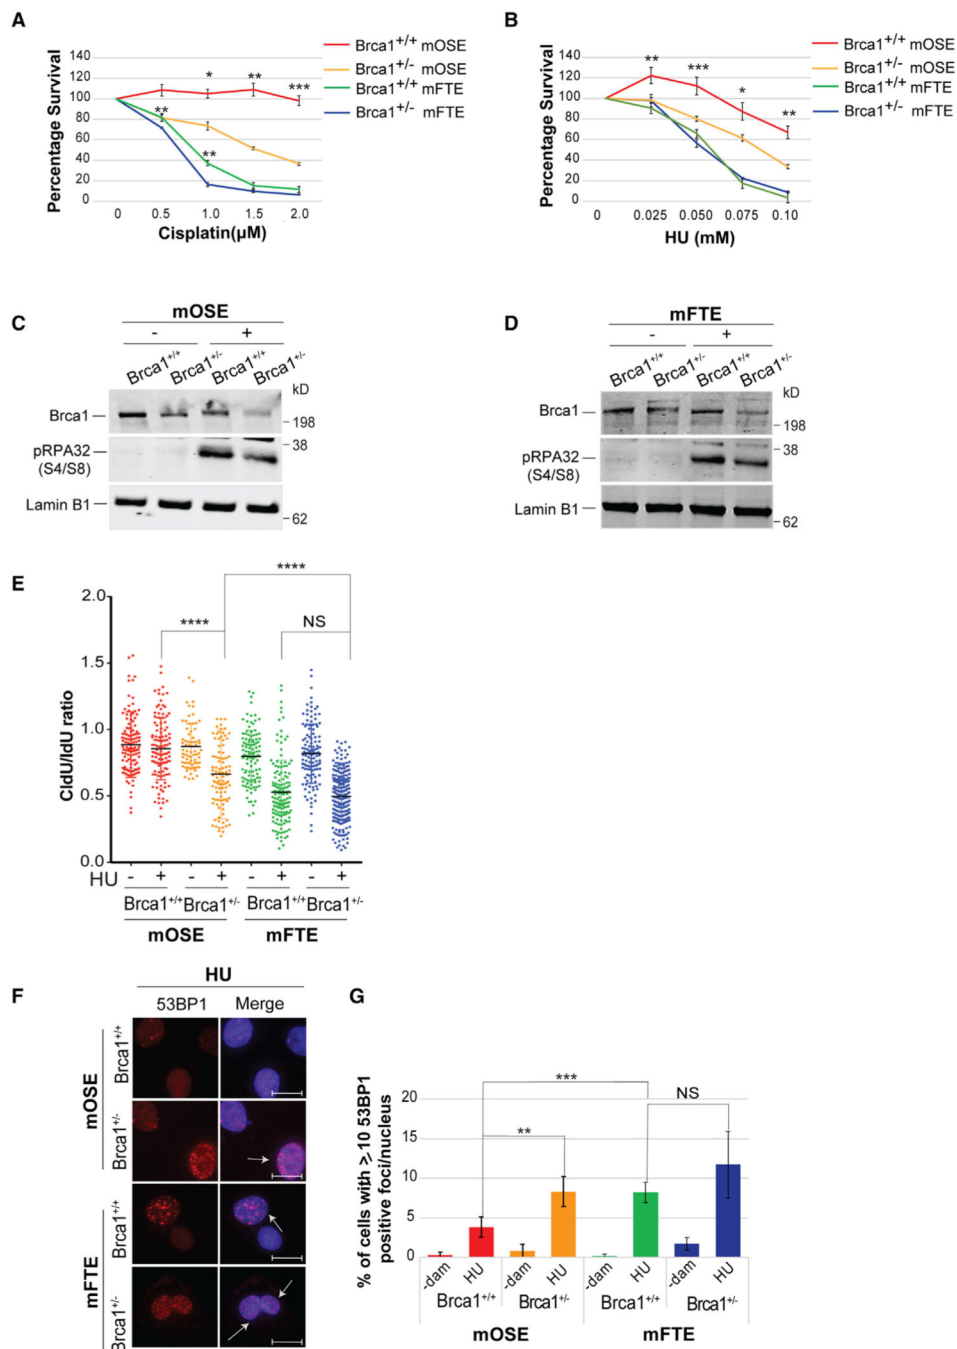 A
Brca1+/+ mOSE
Brca1+/- mOSE
Brca1+/+ mFTE
Brca1+/- mFTE
Percentage Survival
140
120
100
80
60
40
20
0
* ** ***
**
**
0 0.5 1.0 1.5 2.0
Cisplatin(µM)
B
Brca1+/+ mOSE
Brca1+/- mOSE
Brca1+/+ mFTE
Brca1+/- mFTE
Percentage Survival
140
120
100
80
60
40
20
0
** *** * **
0 0.025 0.050 0.075 0.10
HU (mM)
C
mOSE
- +
Brca1+/+ Brca1+/- Brca1+/+ Brca1+/-
kD
Brca1
198
38
pRPA32
(S4/S8)
Lamin B1
62
D
mFTE
- +
Brca1+/+ Brca1+/- Brca1+/+ Brca1+/-
kD
Brca1
198
38
pRPA32
(S4/S8)
Lamin B1
62
E
CldU/IdU ratio
2.0
1.5
1.0
0.5
0.0
****
****
NS
HU - + - + - + - +
Brca1+/+ Brca1+/- Brca1+/+ Brca1+/-
mOSE mFTE
F
HU
53BP1 Merge
mOSE
Brca1+/+
Brca1+/-
mFTE
Brca1+/+
Brca1+/-
G
% of cells with ⩾ 10 53BP1
positive foci/nucleus
20
15
10
5
0
***
**
NS
-dam HU -dam HU -dam HU -dam HU
Brca1+/+ Brca1+/- Brca1+/+ Brca1+/-
mOSE mFTE